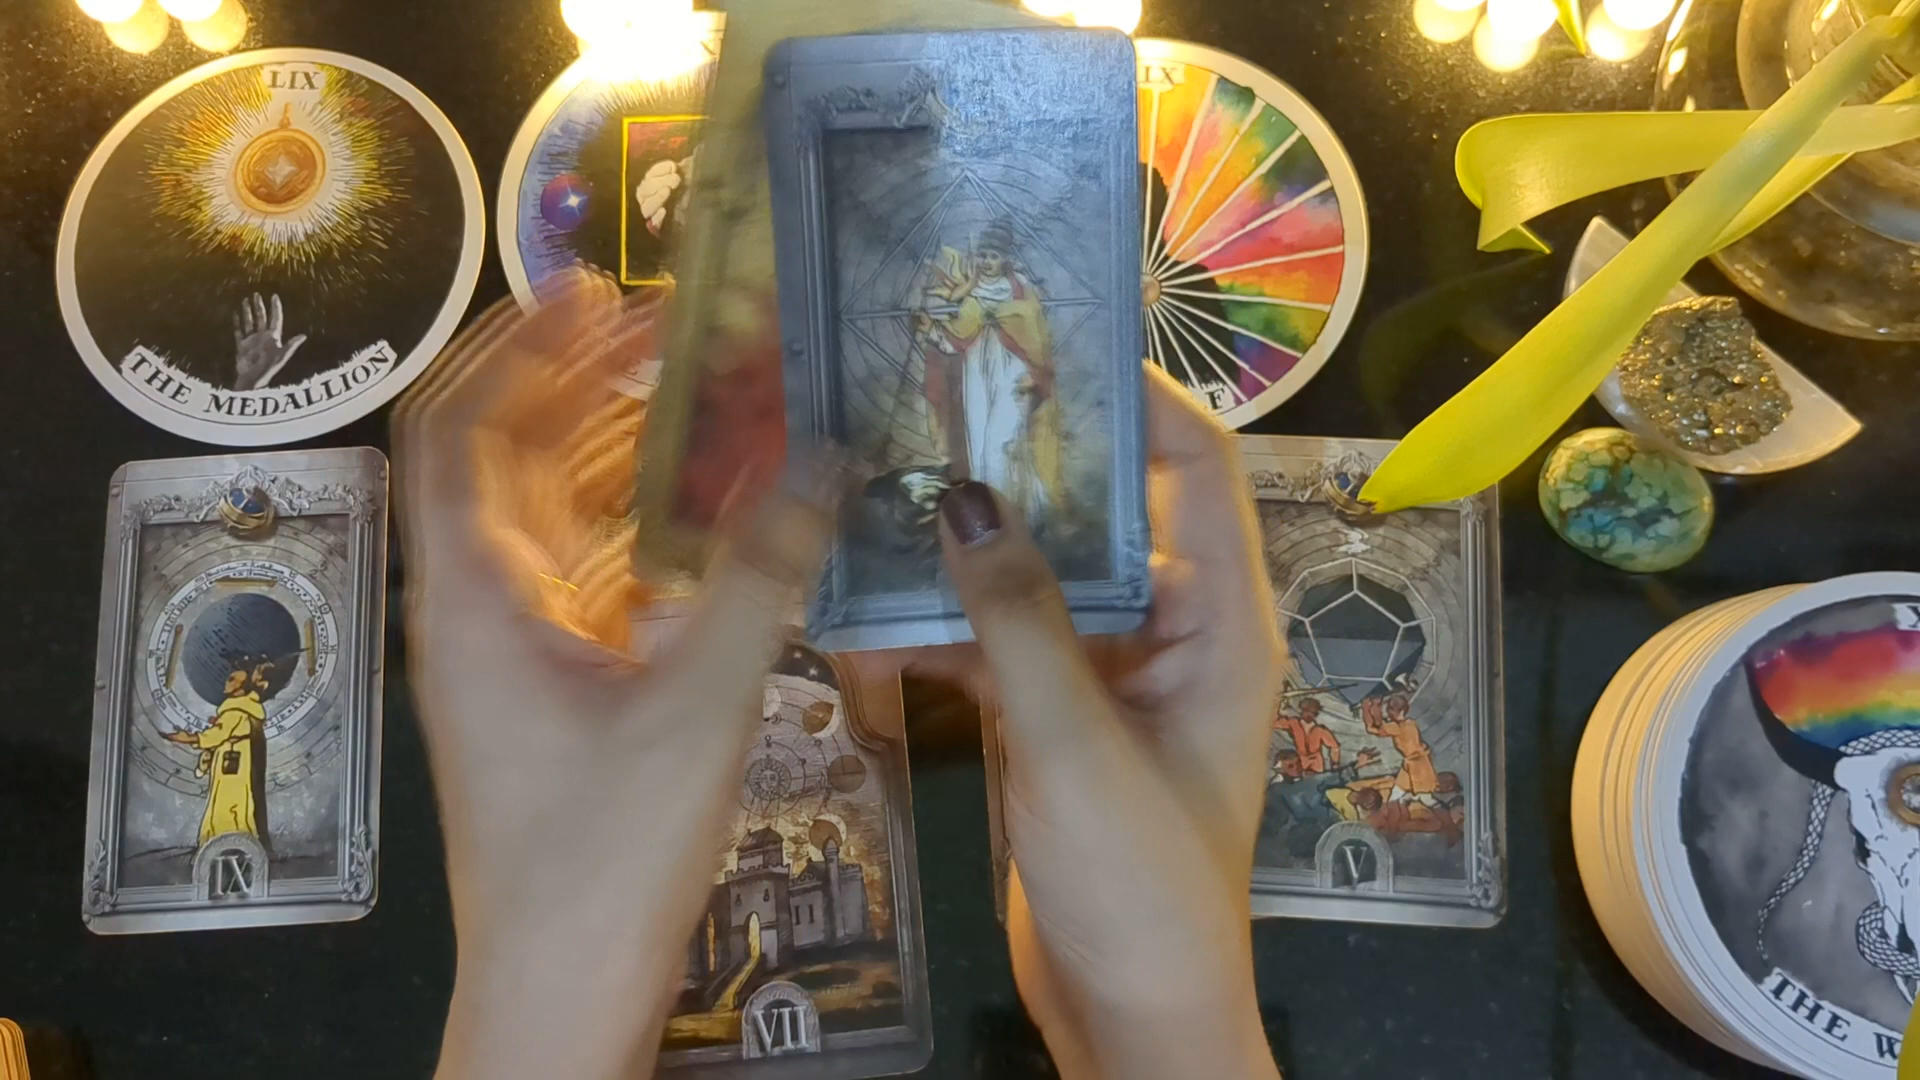 LIX
THE MEDALLION
IX
F
IX
VII
V
X
THE W